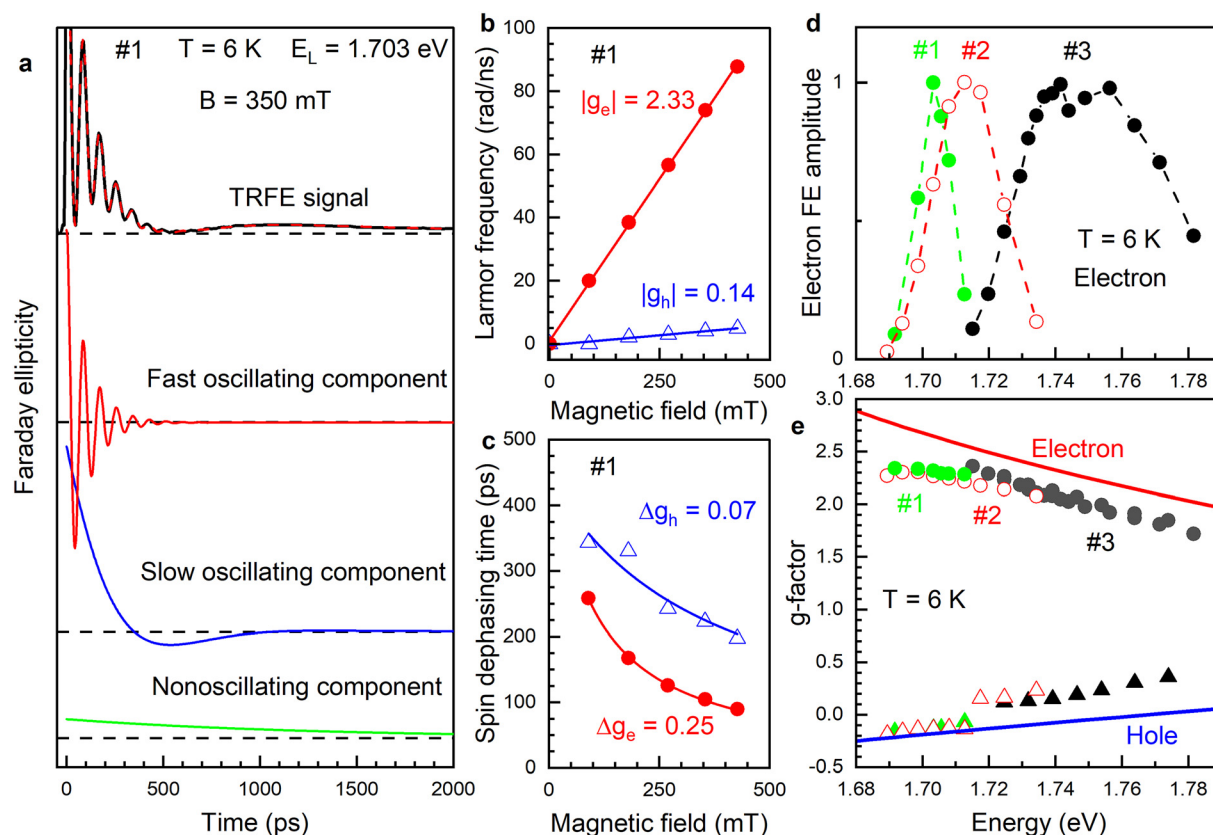 a
#1 T = 6 K E_L = 1.703 eV
B = 350 mT
TRFE signal
Fast oscillating component
Slow oscillating component
Nonoscillating component
Faraday ellipticity
0 500 1000 1500 2000
Time (ps)
b
#1
|g_e| = 2.33
|g_h| = 0.14
Larmor frequency (rad/ns)
100
80
60
40
20
0
0 250 500
Magnetic field (mT)
c
#1
Δg_h = 0.07
Δg_e = 0.25
Spin dephasing time (ps)
500
400
300
200
100
0
0 250 500
Magnetic field (mT)
d
#1 #2 #3
T = 6 K
Electron
Electron FE amplitude
1
0
1.68 1.70 1.72 1.74 1.76 1.78
e
Electron
#1
#2
#3
T = 6 K
Hole
g-factor
3.0
2.5
2.0
1.5
1.0
0.5
0.0
-0.5
1.68 1.70 1.72 1.74 1.76 1.78
Energy (eV)